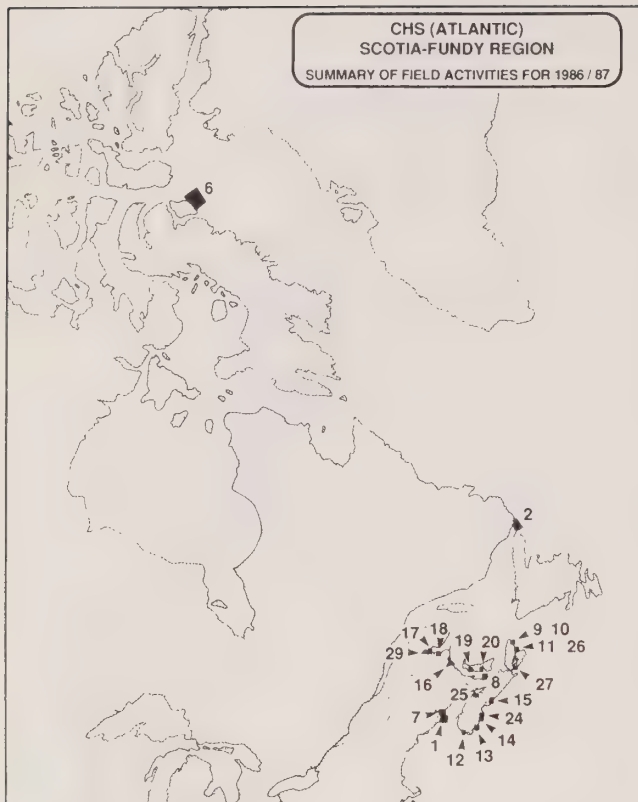 CHS (ATLANTIC)
SCOTIA-FUNDY REGION
SUMMARY OF FIELD ACTIVITIES FOR 1986 / 87
6
2
17 18 19 20 9 10
29 11 26
16 8 27
25 15
7 24
1 14
12 13